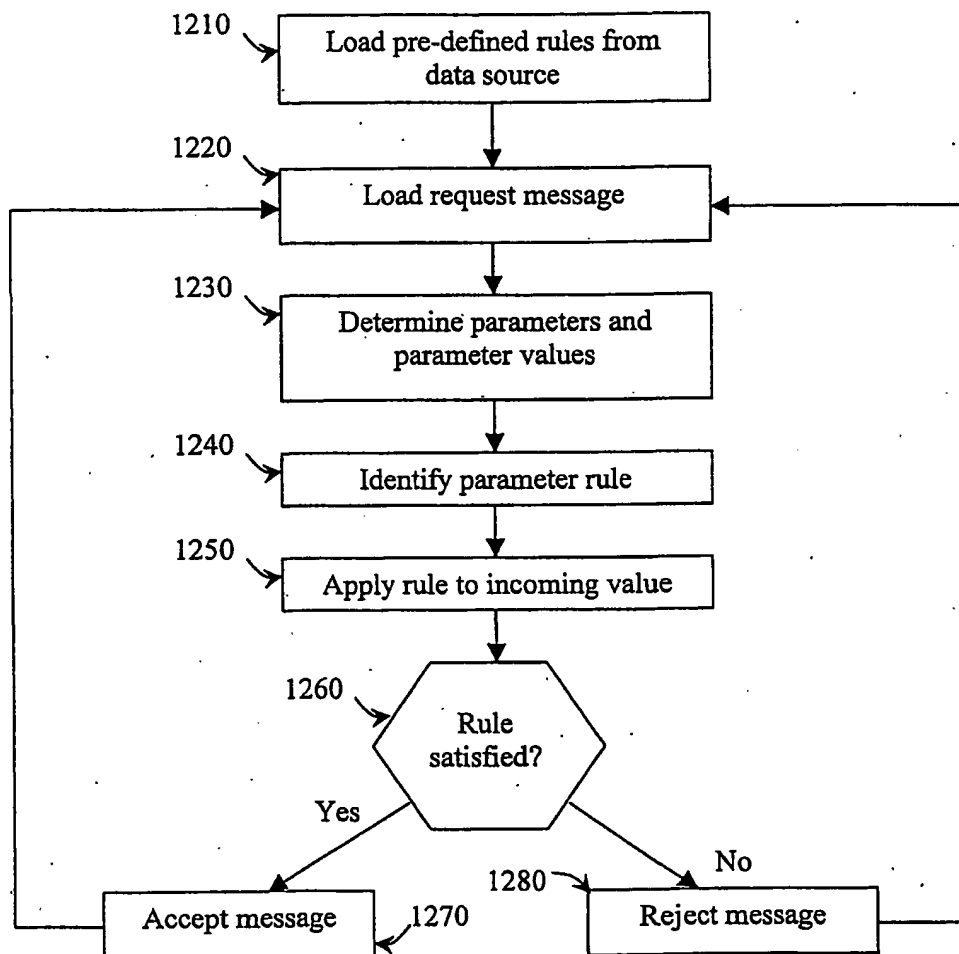 1210
Load pre-defined rules from
data source
1220
Load request message
1230
Determine parameters and
parameter values
1240
Identify parameter rule
1250
Apply rule to incoming value
1260
Rule
satisfied?
Yes
No
1280
Accept message
1270
Reject message